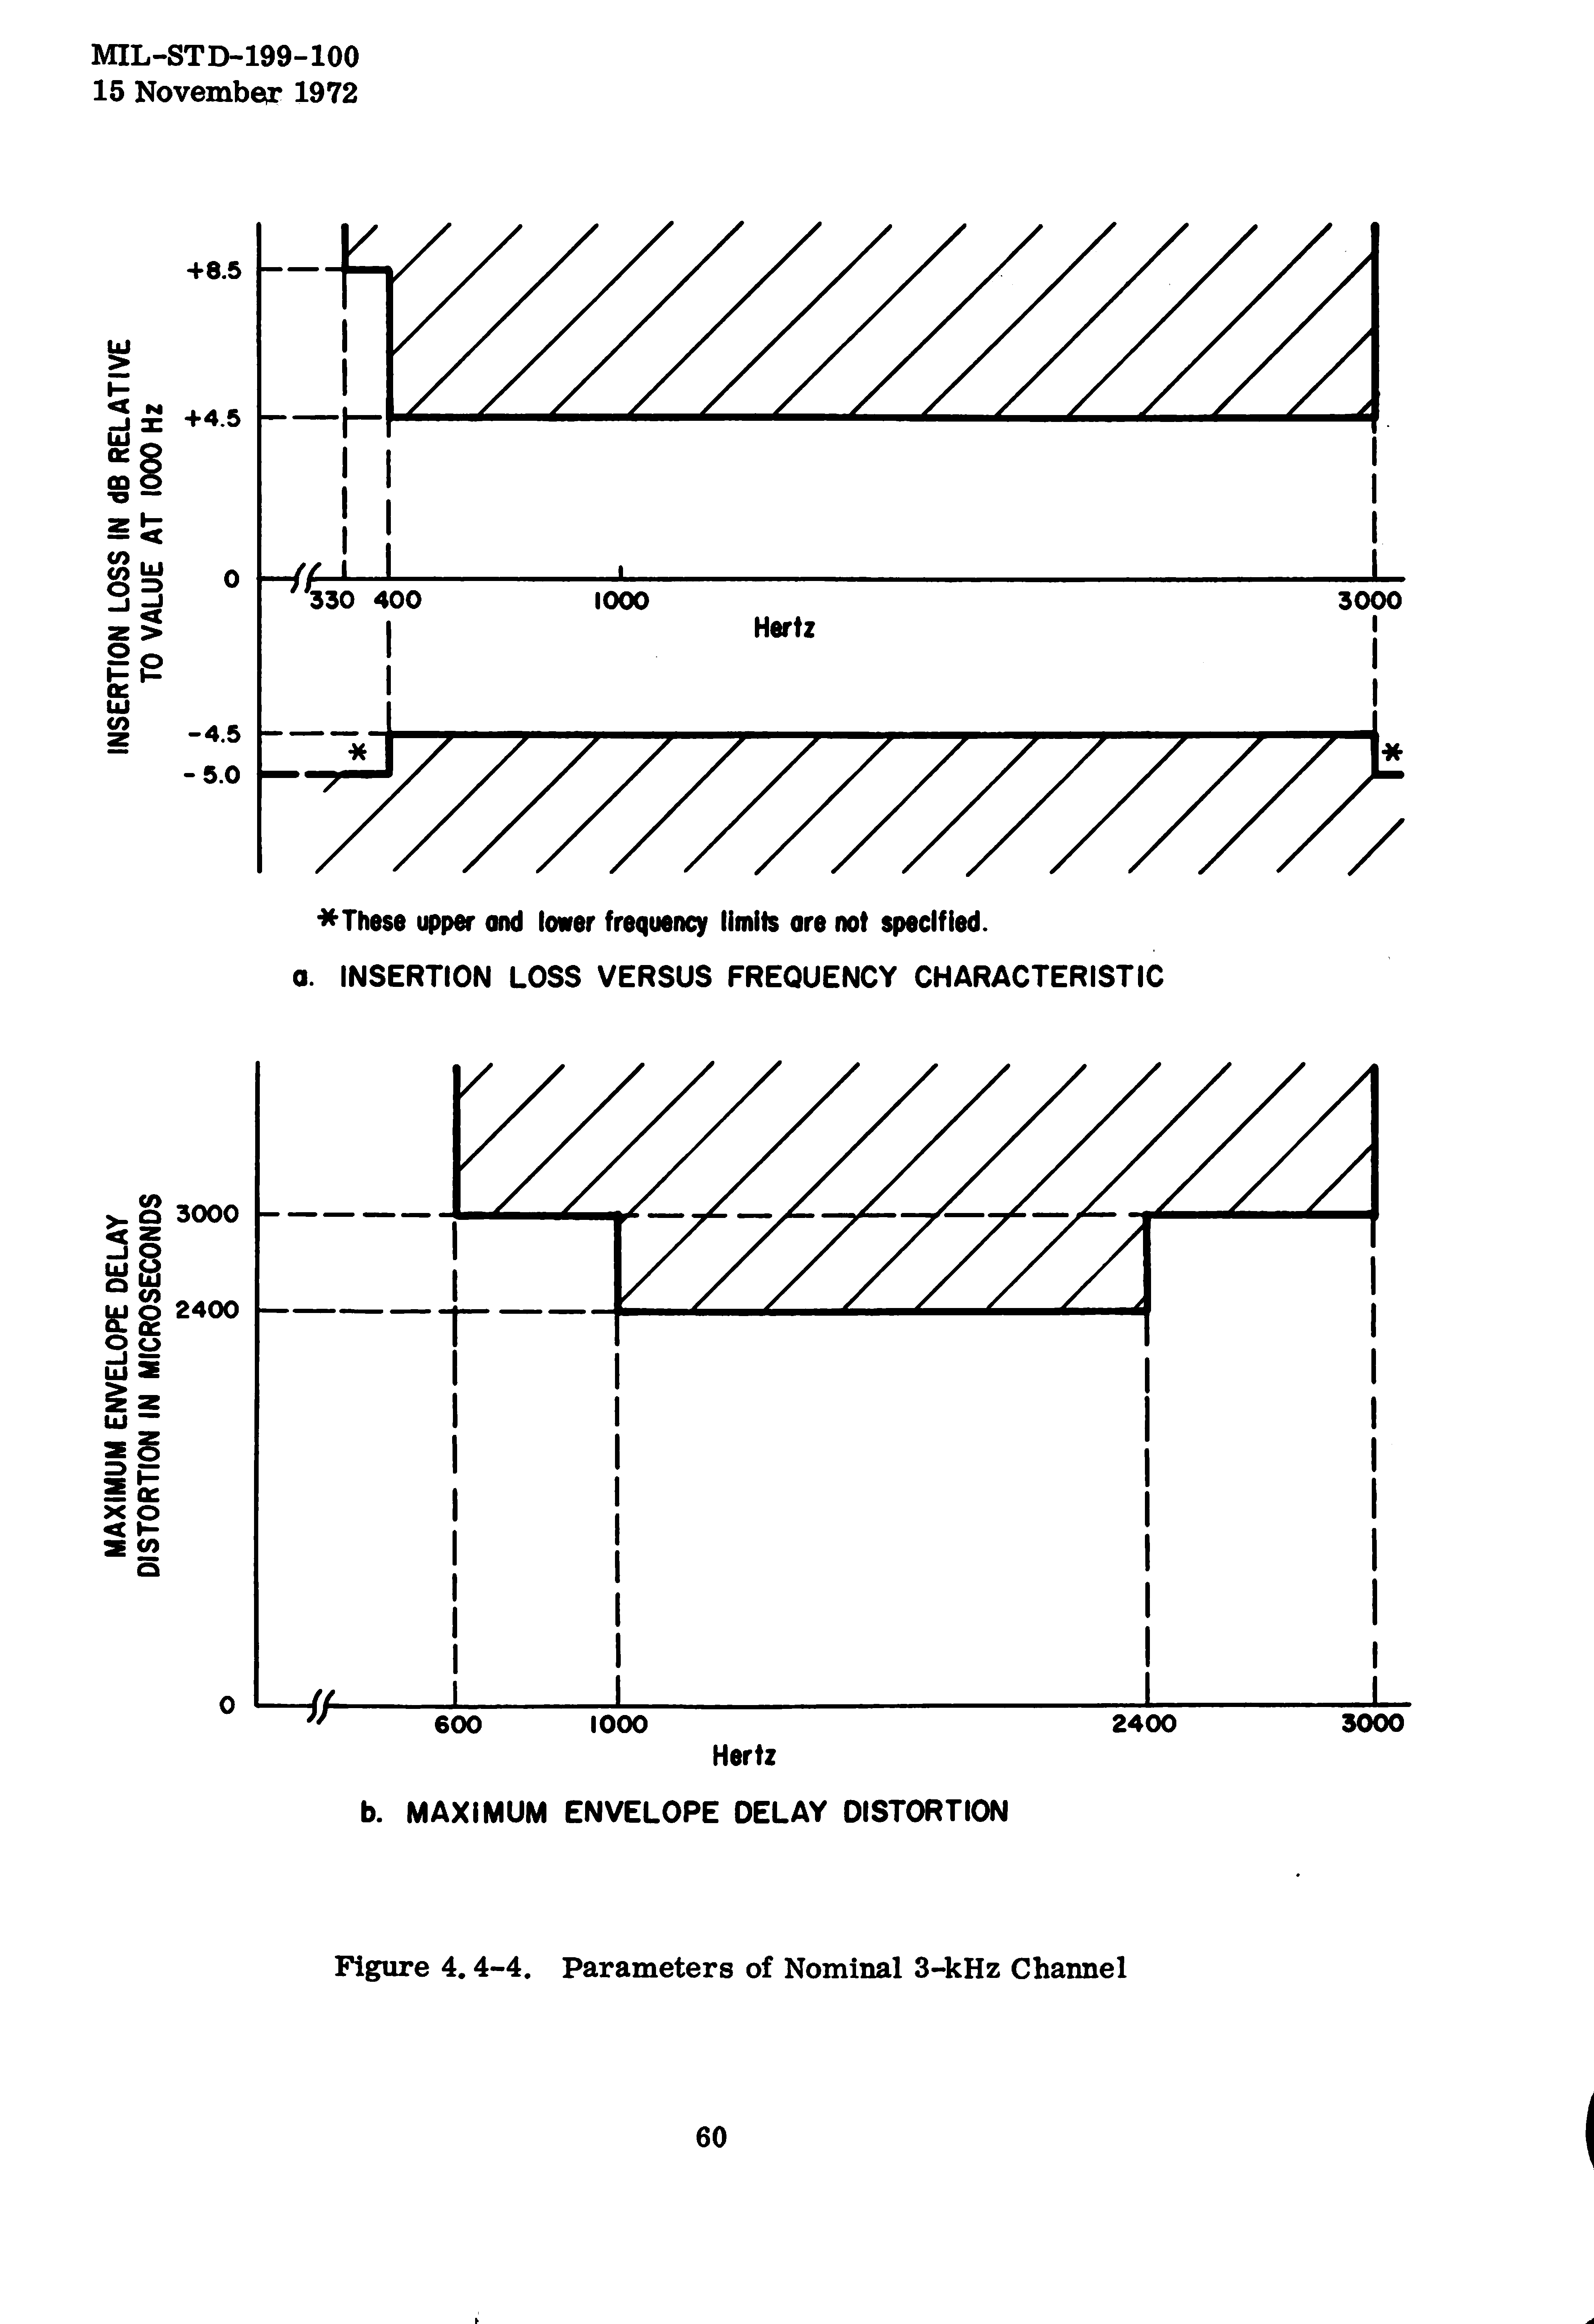 MIL-STD-199-100
15 November 1972
INSERTION LOSS IN dB RELATIVE
TO VALUE AT 1000 Hz
+8.5
+4.5
0
330 400 1000 3000
Hertz
-4.5
*
*
-5.0
*These upper and lower frequency limits are not specified.
a. INSERTION LOSS VERSUS FREQUENCY CHARACTERISTIC
MAXIMUM ENVELOPE DELAY
DISTORTION IN MICROSECONDS
3000
2400
0
600 1000 2400 3000
Hertz
b. MAXIMUM ENVELOPE DELAY DISTORTION
Figure 4.4-4. Parameters of Nominal 3-kHz Channel
60